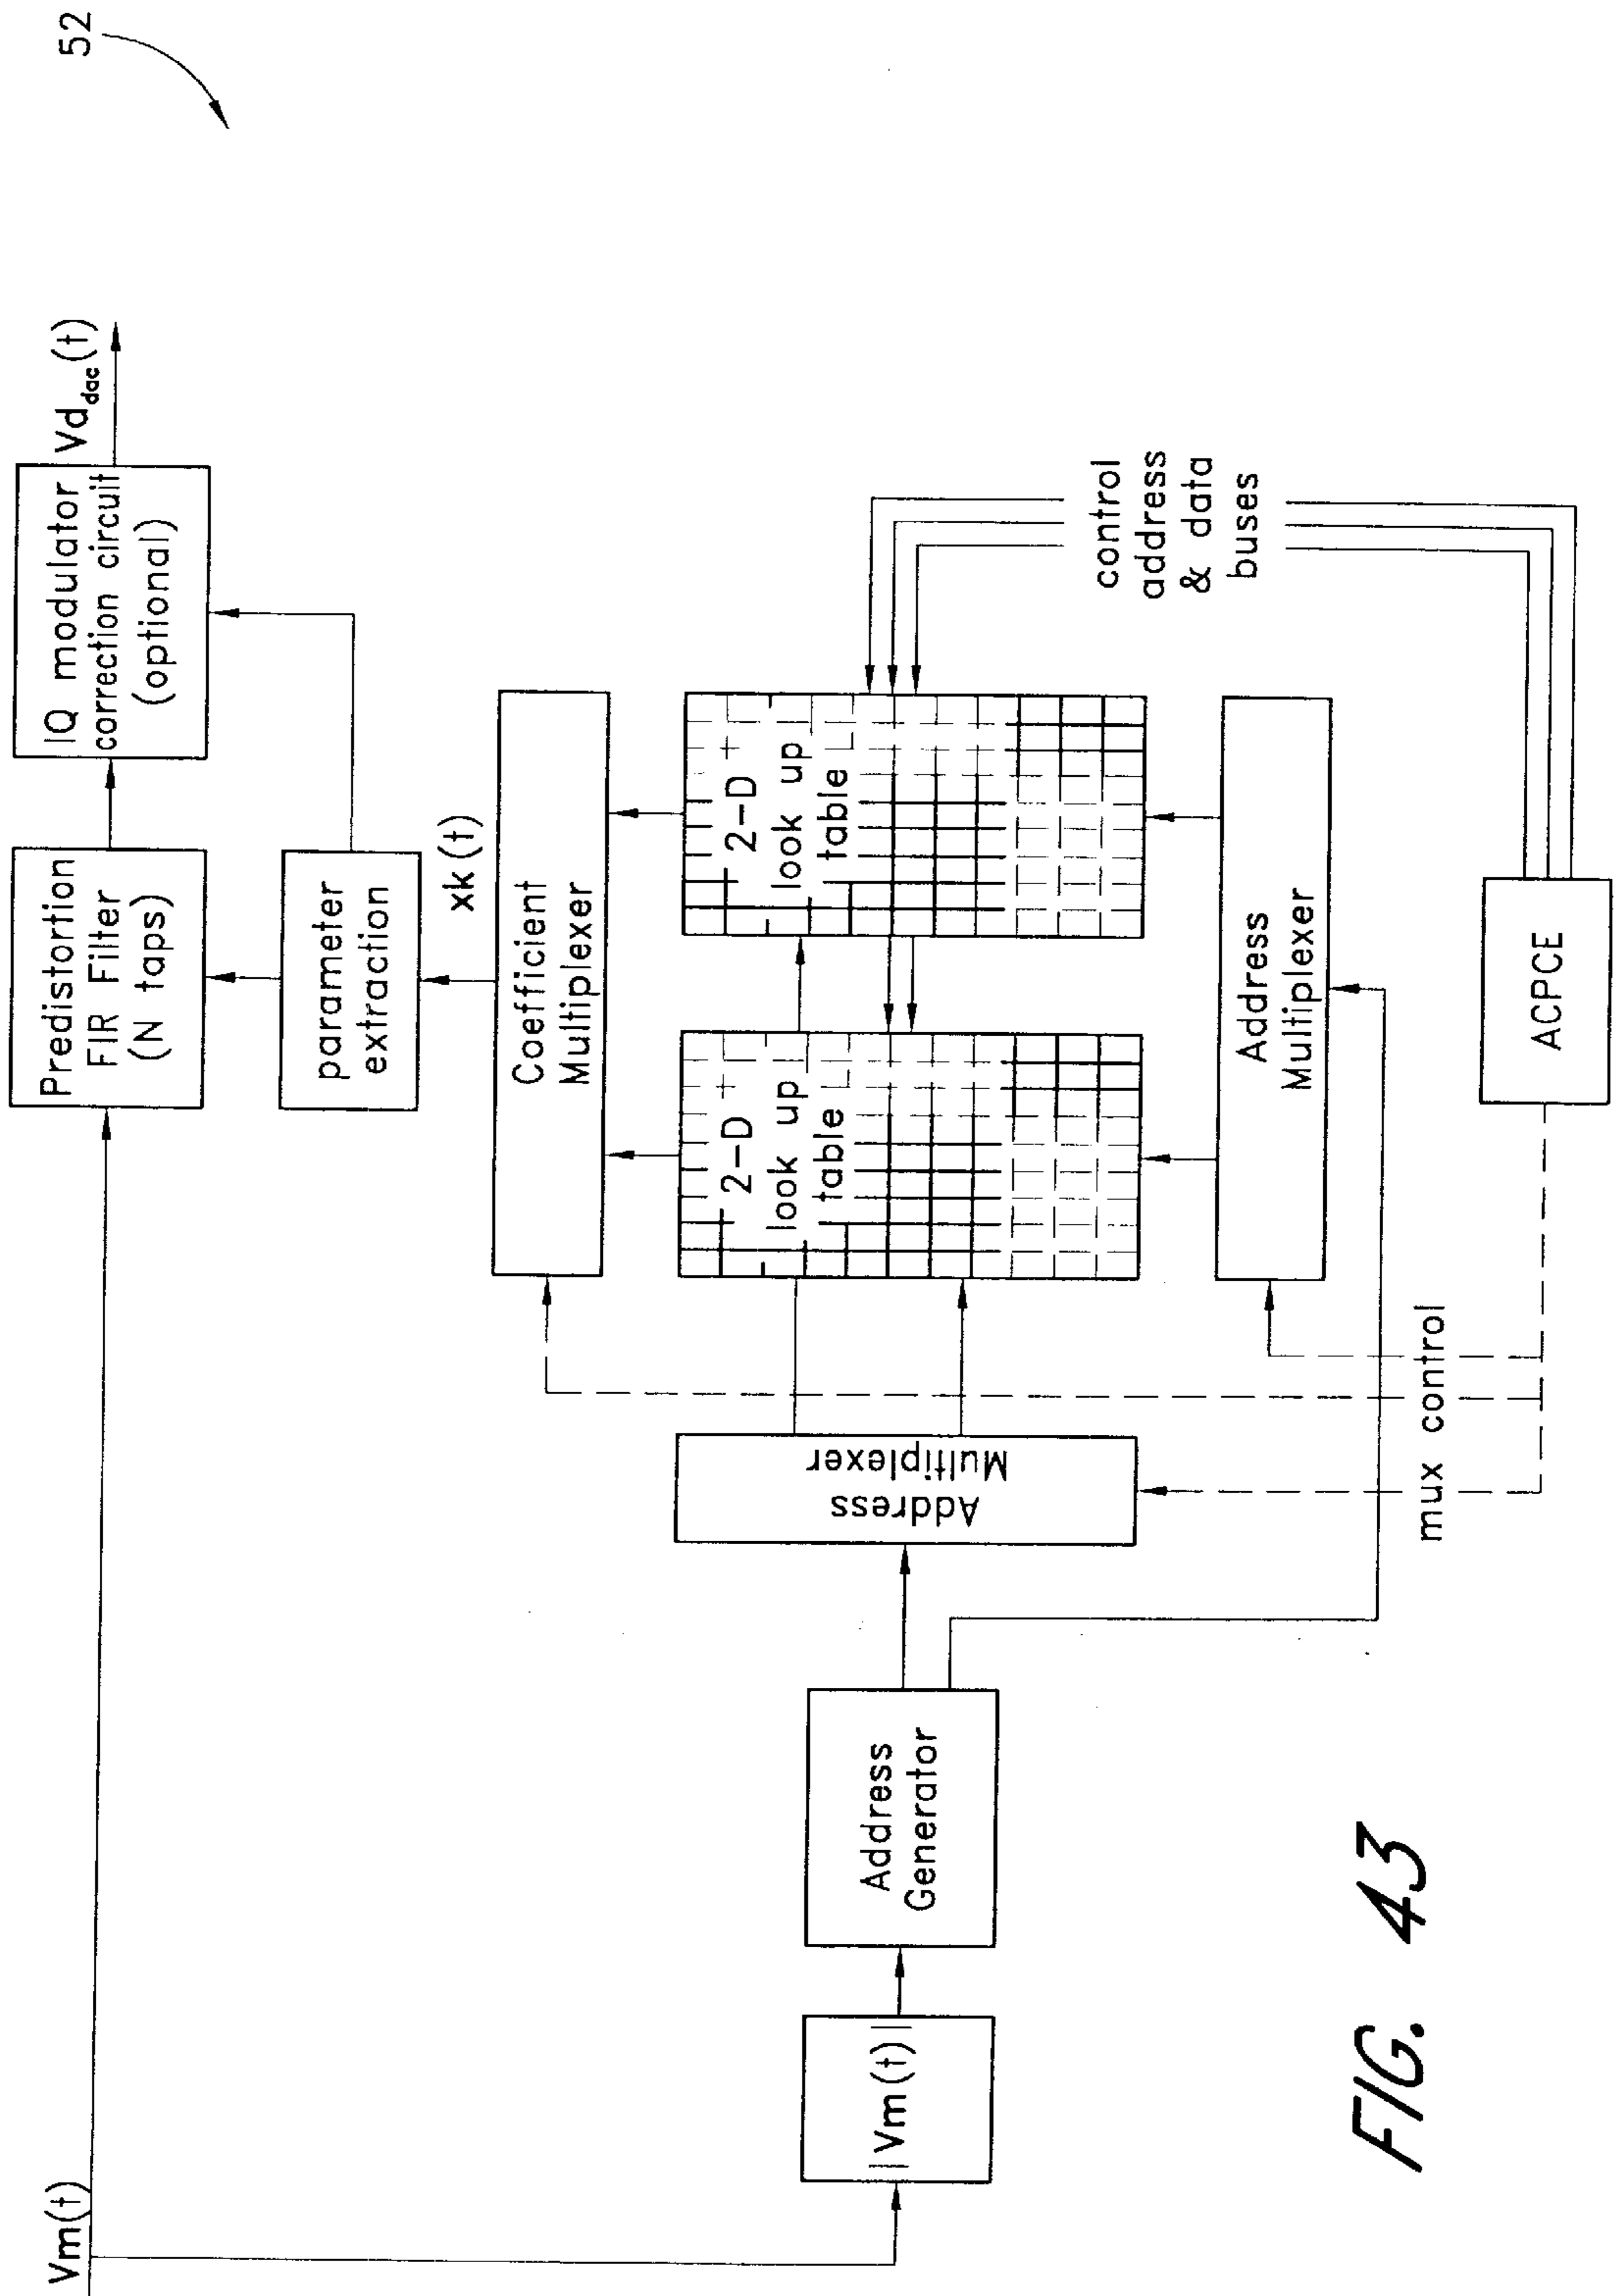 52
Vm(t)
Predistortion
FIR Filter
(N taps)
IQ modulator
correction circuit
(optional)
Vd_dac(t)
parameter
extraction
xk(t)
Coefficient
Multiplexer
2-D
look up
table
2-D
look up
table
control
address
& data
buses
|Vm(t)|
Address
Generator
Address
Multiplexer
Address
Multiplexer
mux control
ACPCE
FIG. 43